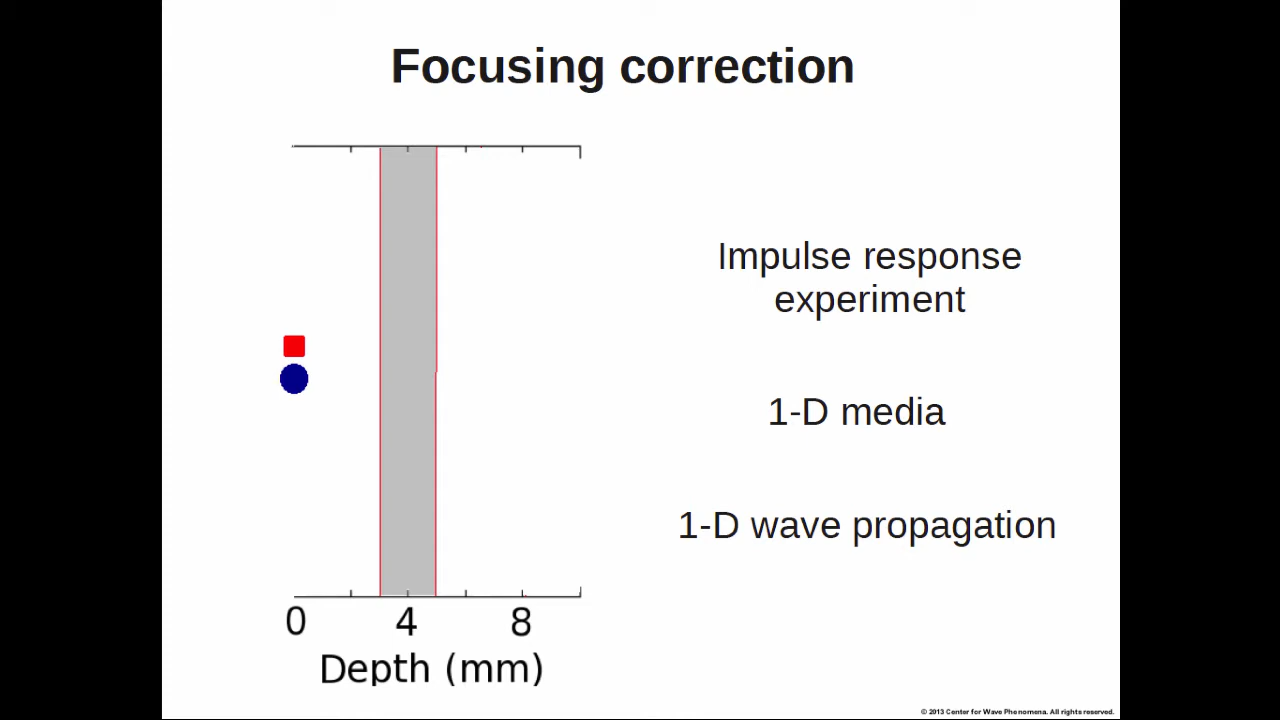 Focusing correction
Impulse response
experiment
1-D media
1-D wave propagation
0 4 8
Depth (mm)
© 2013 Center for Wave Phenomena. All rights reserved.